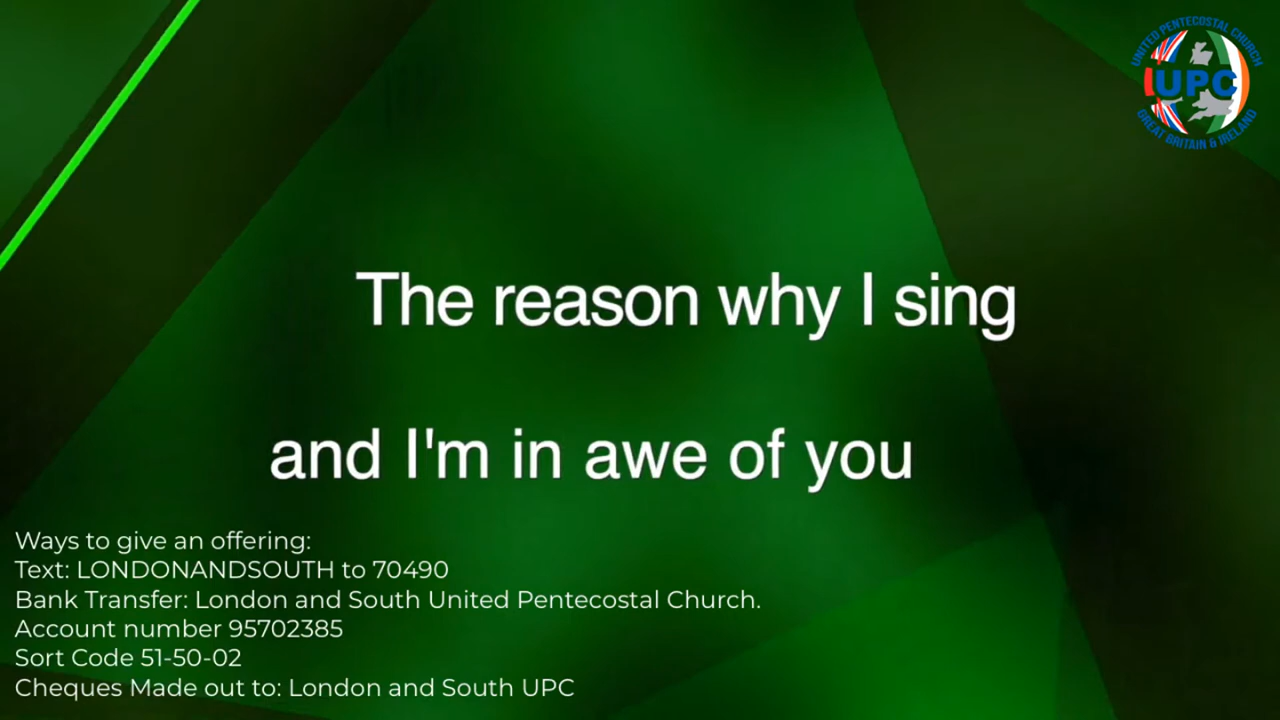 UNITED PENTECOSTAL CHURCH
UPC
GREAT BRITAIN & IRELAND
The reason why I sing
and I'm in awe of you
Ways to give an offering:
Text: LONDONANDSOUTH to 70490
Bank Transfer: London and South United Pentecostal Church.
Account number 95702385
Sort Code 51-50-02
Cheques Made out to: London and South UPC